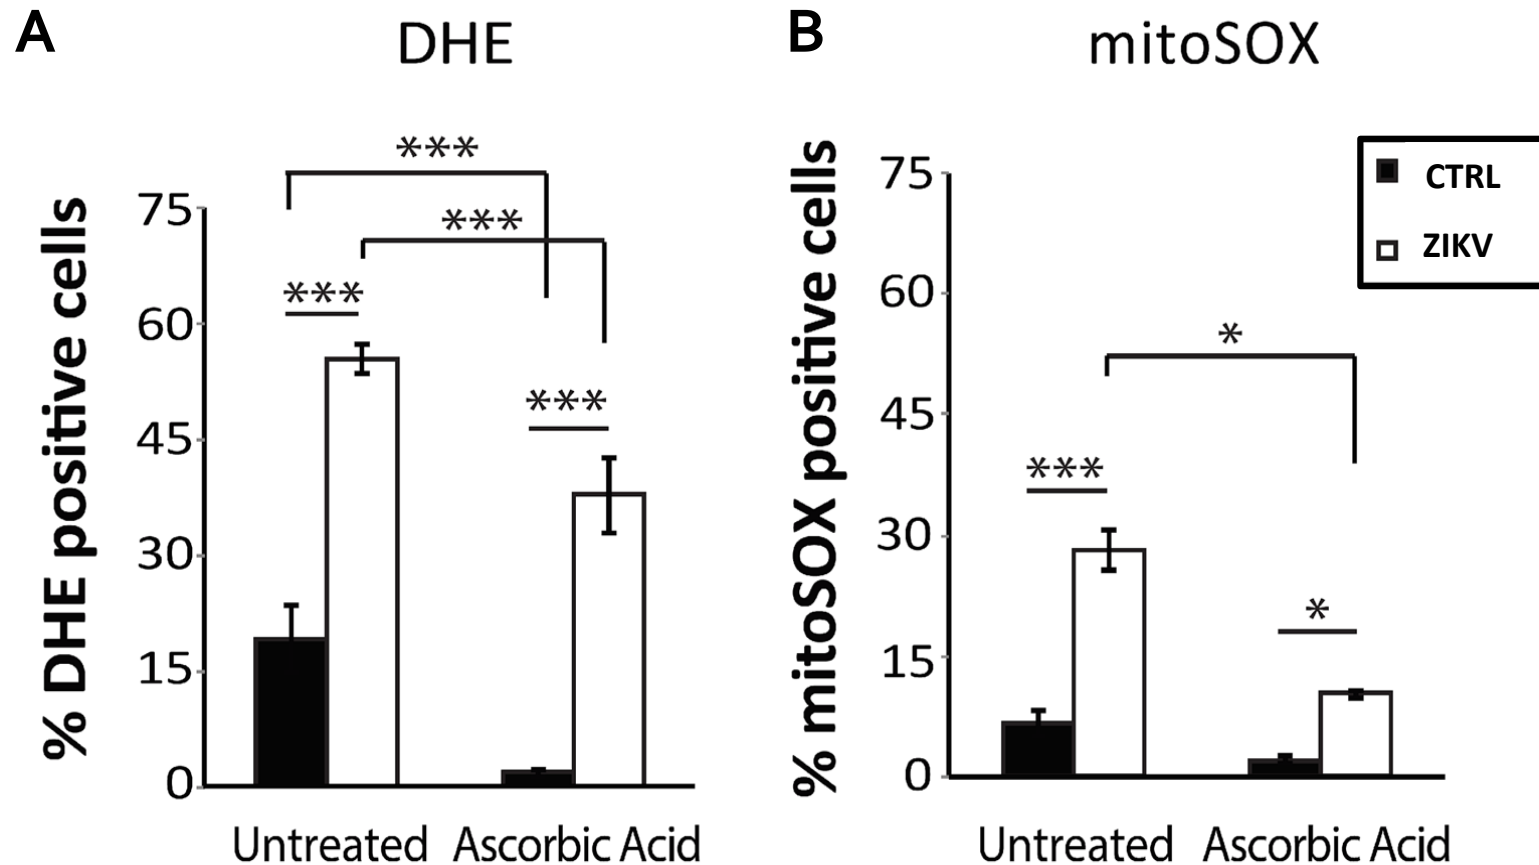 A
DHE
% DHE positive cells
75
60
45
30
15
0
***
***
***
***
Untreated
Ascorbic Acid
B
mitoSOX
% mitoSOX positive cells
75
60
45
30
15
0
*
***
*
Untreated
Ascorbic Acid
CTRL
ZIKV